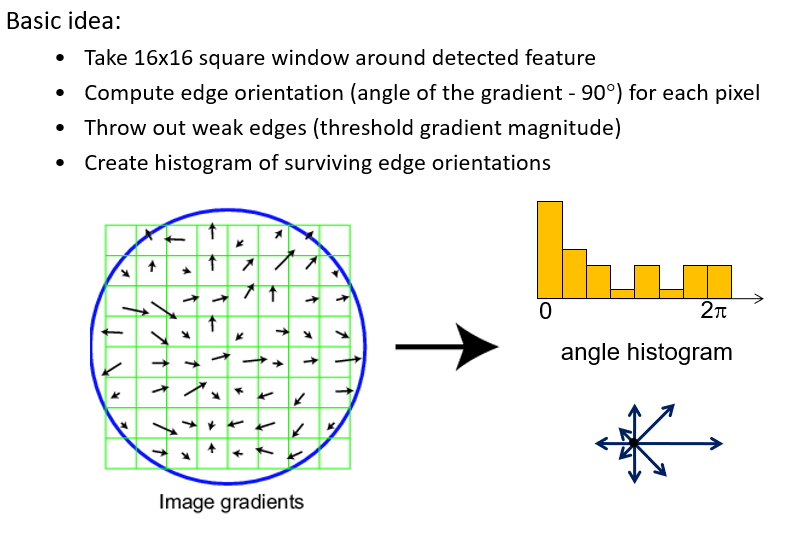 Basic idea:
• Take 16x16 square window around detected feature
• Compute edge orientation (angle of the gradient - 90°) for each pixel
• Throw out weak edges (threshold gradient magnitude)
• Create histogram of surviving edge orientations
0 2π
angle histogram
Image gradients